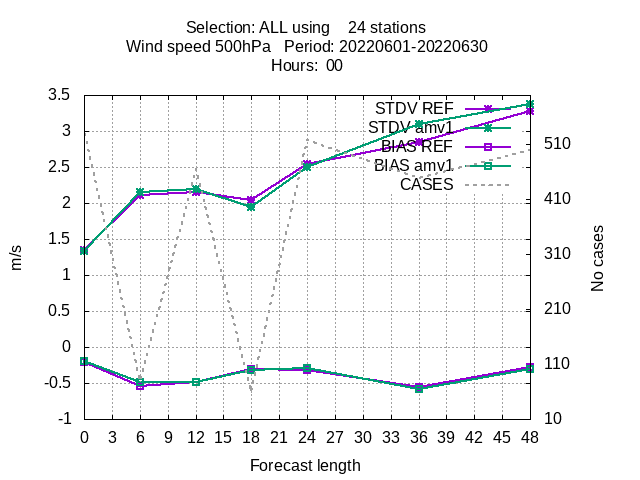 Selection: ALL using    24 stations
Wind speed 500hPa   Period: 20220601-20220630
Hours:  00
3.5
3
2.5
2
1.5
1
0.5
0
-0.5
-1
m/s
STDV REF
STDV amv1
BIAS REF
BIAS amv1
CASES
510
410
310
210
110
10
No cases
0 3 6 9 12 15 18 21 24 27 30 33 36 39 42 45 48
Forecast length